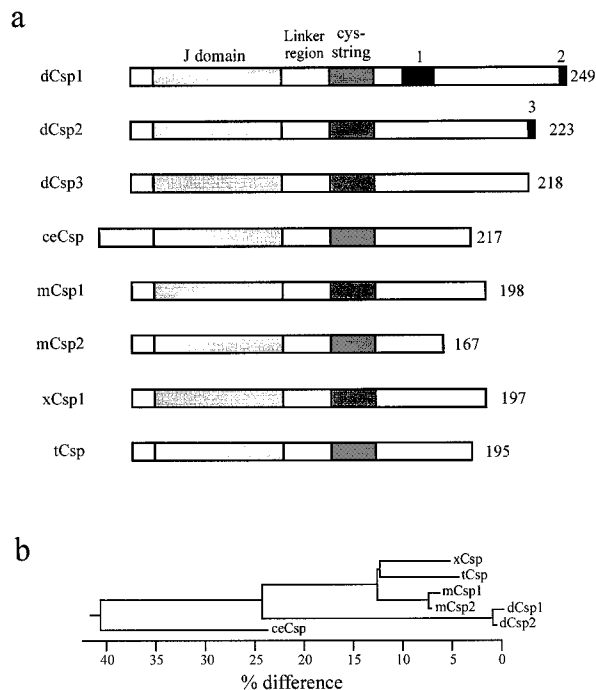 a
Linker region
cys-string
J domain
1
2
dCsp1
249
3
dCsp2
223
dCsp3
218
ceCsp
217
mCsp1
198
mCsp2
167
xCsp1
197
tCsp
195
b
xCsp
tCsp
mCsp1
mCsp2
dCsp1
dCsp2
ceCsp
40 35 30 25 20 15 10 5 0
% difference